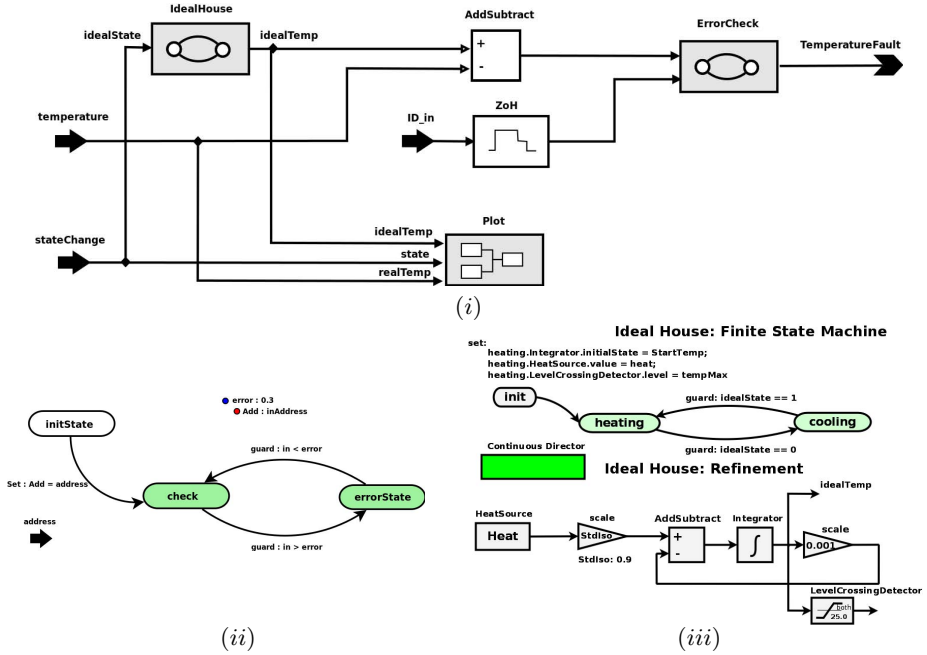 IdealHouse
AddSubtract
ErrorCheck
idealState
idealTemp
TemperatureFault
+
-
temperature
ID_in
ZoH
Plot
stateChange
idealTemp
state
realTemp
(i)
Ideal House: Finite State Machine
set:
heating.Integrator.initialState = StartTemp;
heating.HeatSource.value = heat;
heating.LevelCrossingDetector.level = tempMax
init
guard: idealState == 1
heating
cooling
guard: idealState == 0
Continuous Director
Ideal House: Refinement
idealTemp
HeatSource
scale
AddSubtract
Integrator
scale
Heat
StdIso
+
-
∫
0.001
StdIso: 0.9
LevelCrossingDetector
both
25.0
(iii)
error : 0.3
Add : inAddress
initState
guard : in < error
Set : Add = address
check
errorState
address
guard : in > error
(ii)